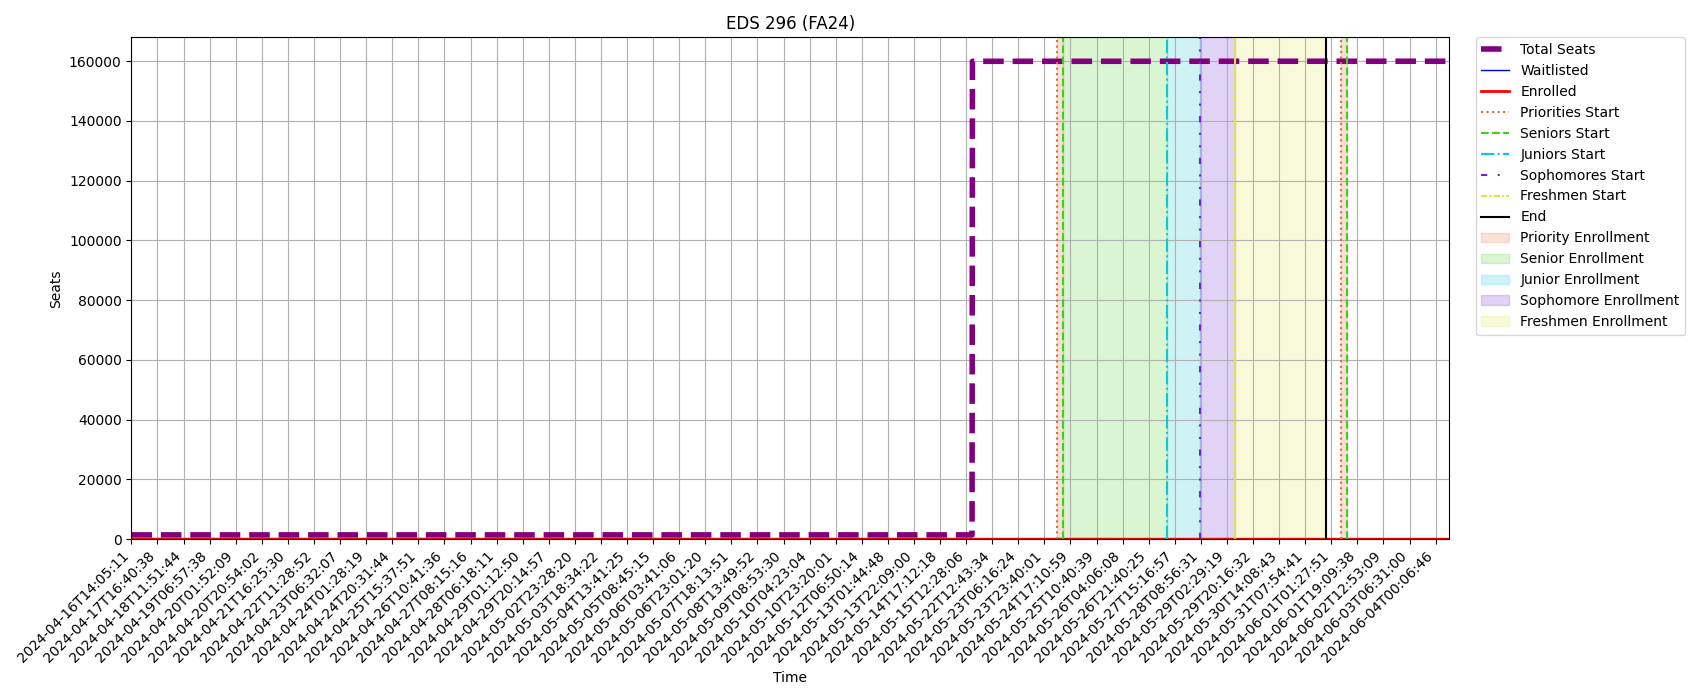 EDS 296 (FA24)
Seats
160000
140000
120000
100000
80000
60000
40000
20000
0
2024-04-16T14:05:11
2024-04-17T16:40:38
2024-04-18T11:51:44
2024-04-19T06:57:38
2024-04-20T01:52:09
2024-04-20T20:54:02
2024-04-21T16:25:30
2024-04-22T11:28:52
2024-04-23T06:32:07
2024-04-24T01:28:19
2024-04-24T20:31:44
2024-04-25T15:37:51
2024-04-26T10:41:36
2024-04-27T08:15:16
2024-04-28T06:18:11
2024-04-29T01:12:50
2024-04-29T20:14:57
2024-05-02T23:28:20
2024-05-03T18:34:22
2024-05-04T13:41:25
2024-05-05T08:45:15
2024-05-06T03:41:06
2024-05-06T23:01:20
2024-05-07T18:13:51
2024-05-08T13:49:52
2024-05-09T08:53:30
2024-05-10T04:23:04
2024-05-10T23:20:01
2024-05-12T06:50:14
2024-05-13T01:44:48
2024-05-13T22:09:00
2024-05-14T17:12:18
2024-05-15T12:28:06
2024-05-22T12:43:34
2024-05-23T06:16:24
2024-05-23T23:40:01
2024-05-24T17:10:59
2024-05-25T10:40:39
2024-05-26T04:06:08
2024-05-26T21:40:25
2024-05-27T15:16:57
2024-05-28T08:56:31
2024-05-29T02:29:19
2024-05-29T20:16:32
2024-05-30T14:08:43
2024-05-31T07:54:41
2024-06-01T01:27:51
2024-06-01T19:09:38
2024-06-02T12:53:09
2024-06-03T06:31:00
2024-06-04T00:06:46
Time
Total Seats
Waitlisted
Enrolled
Priorities Start
Seniors Start
Juniors Start
Sophomores Start
Freshmen Start
End
Priority Enrollment
Senior Enrollment
Junior Enrollment
Sophomore Enrollment
Freshmen Enrollment